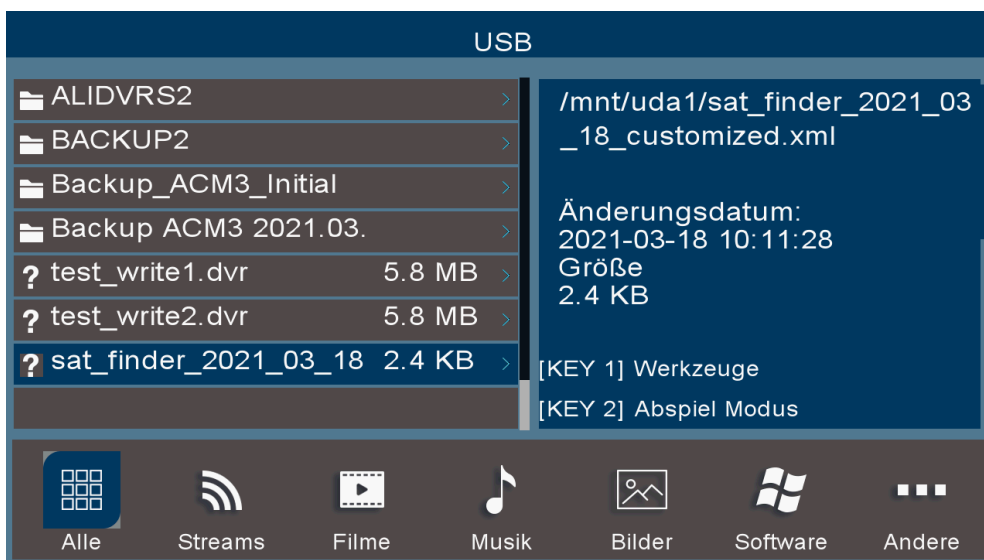 USB
ALIDVRS2
BACKUP2
Backup_ACM3_Initial
Backup ACM3 2021.03.
test_write1.dvr 5.8 MB
test_write2.dvr 5.8 MB
sat_finder_2021_03_18 2.4 KB
/mnt/uda1/sat_finder_2021_03
_18_customized.xml
Änderungsdatum:
2021-03-18 10:11:28
Größe
2.4 KB
[KEY 1] Werkzeuge
[KEY 2] Abspiel Modus
Alle Streams Filme Musik Bilder Software Andere